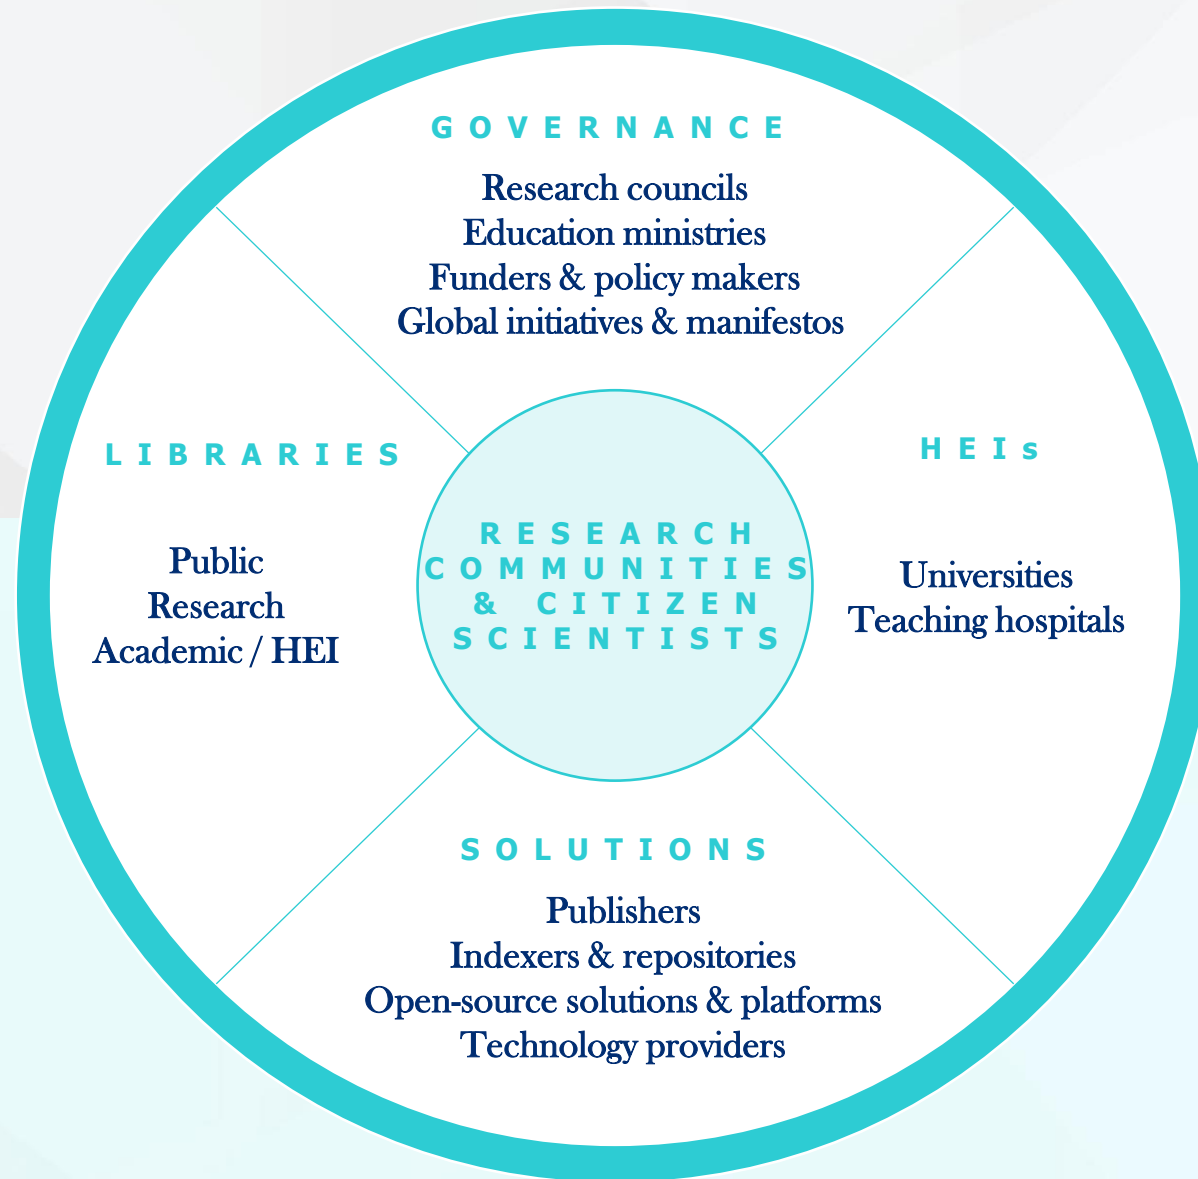 GOVERNANCE
Research councils
Education ministries
Funders & policy makers
Global initiatives & manifestos
LIBRARIES
Public
Research
Academic / HEI
RESEARCH
COMMUNITIES
& CITIZEN
SCIENTISTS
HEIs
Universities
Teaching hospitals
SOLUTIONS
Publishers
Indexers & repositories
Open-source solutions & platforms
Technology providers